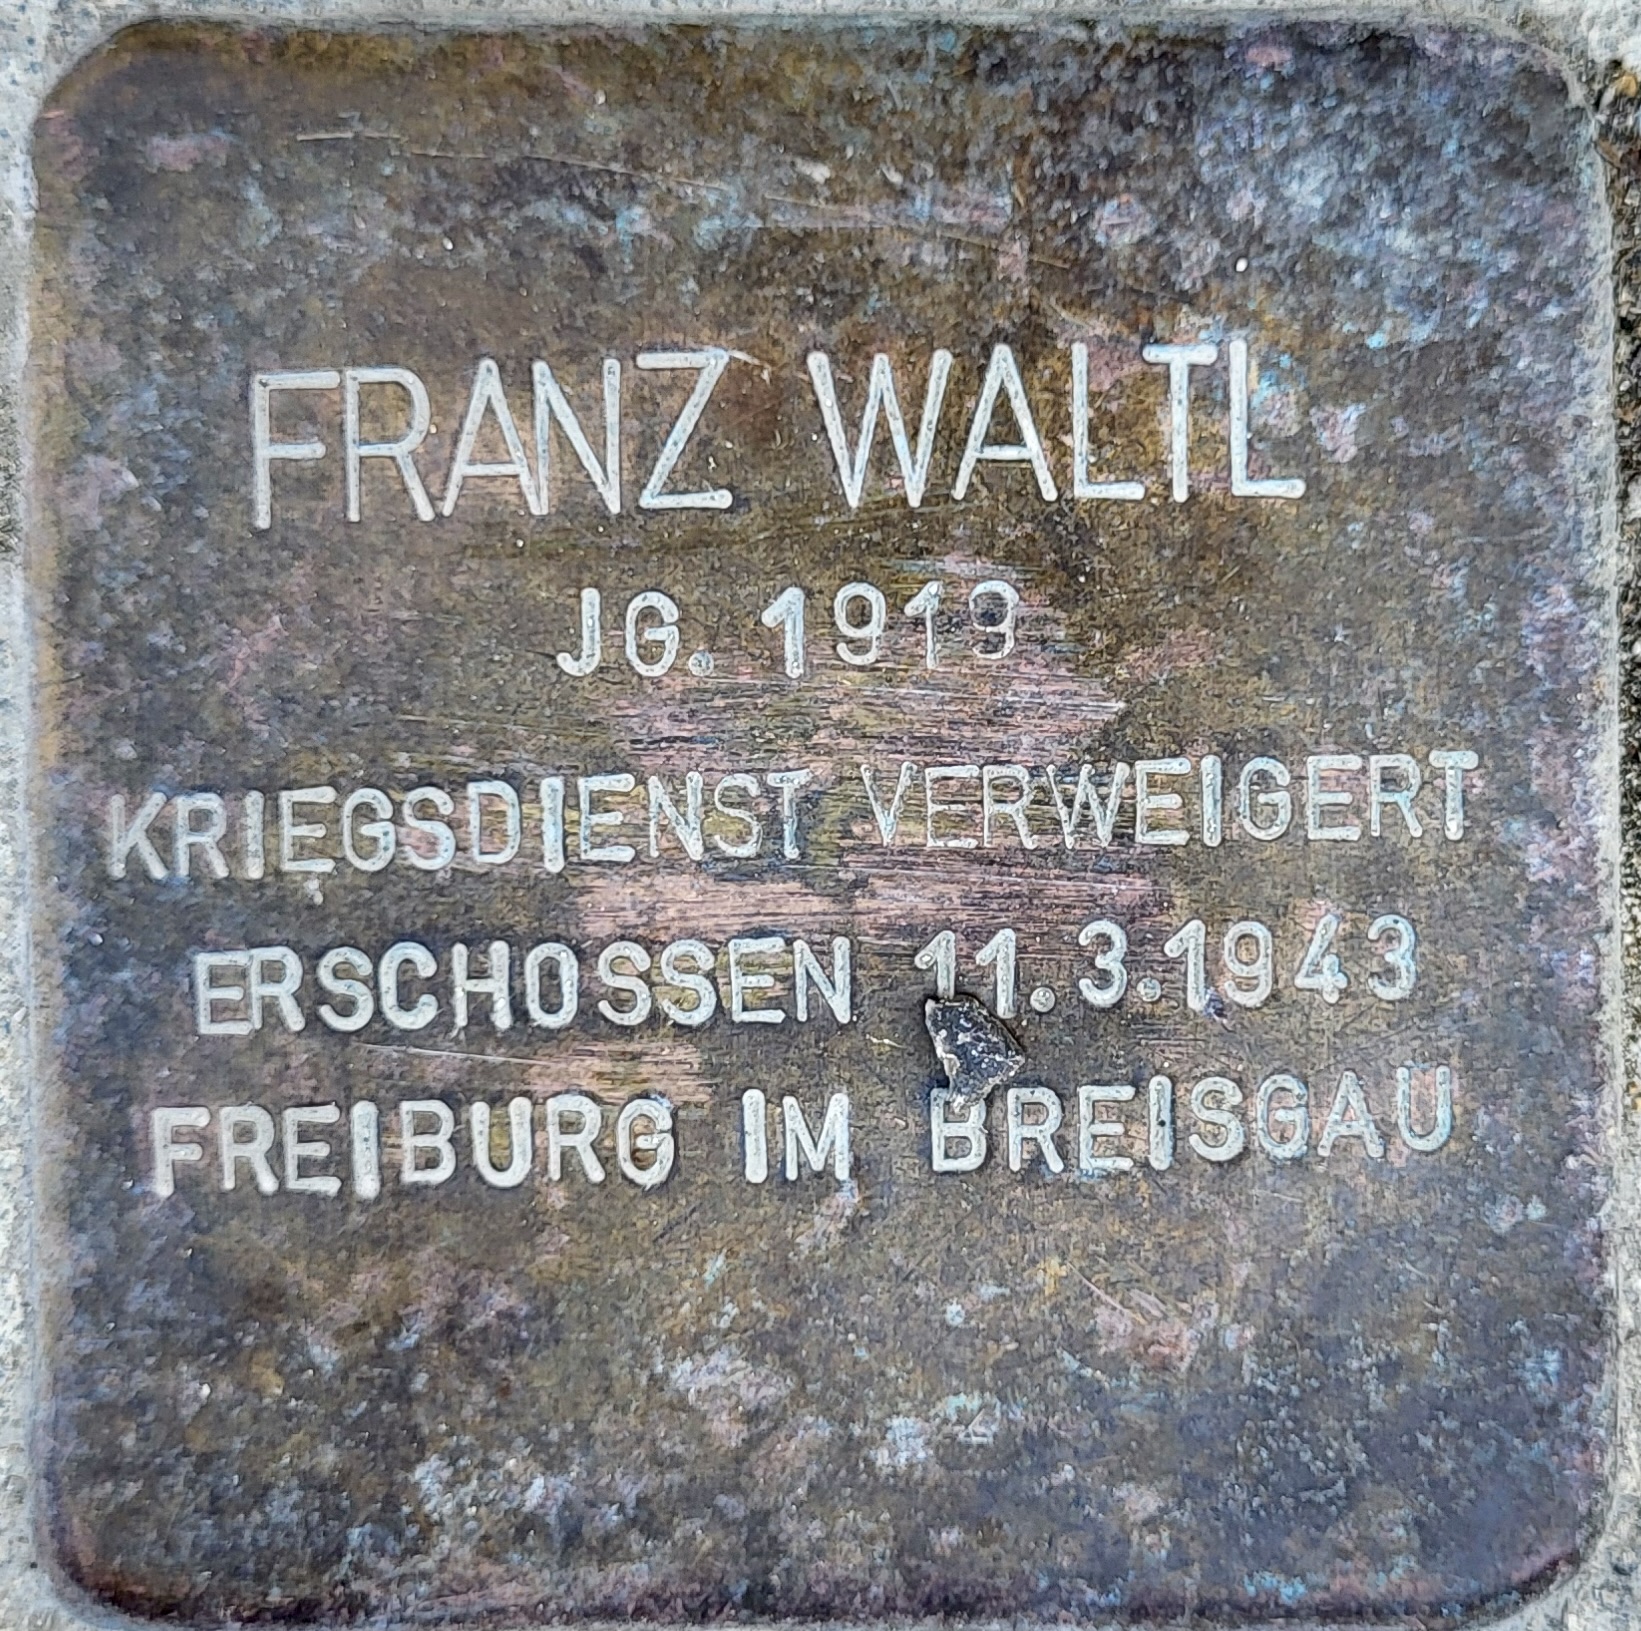 FRANZ WALTL
JG. 1919
KRIEGSDIENST VERWEIGERT
ERSCHOSSEN 11.3.1943
FREIBURG IM BREISGAU